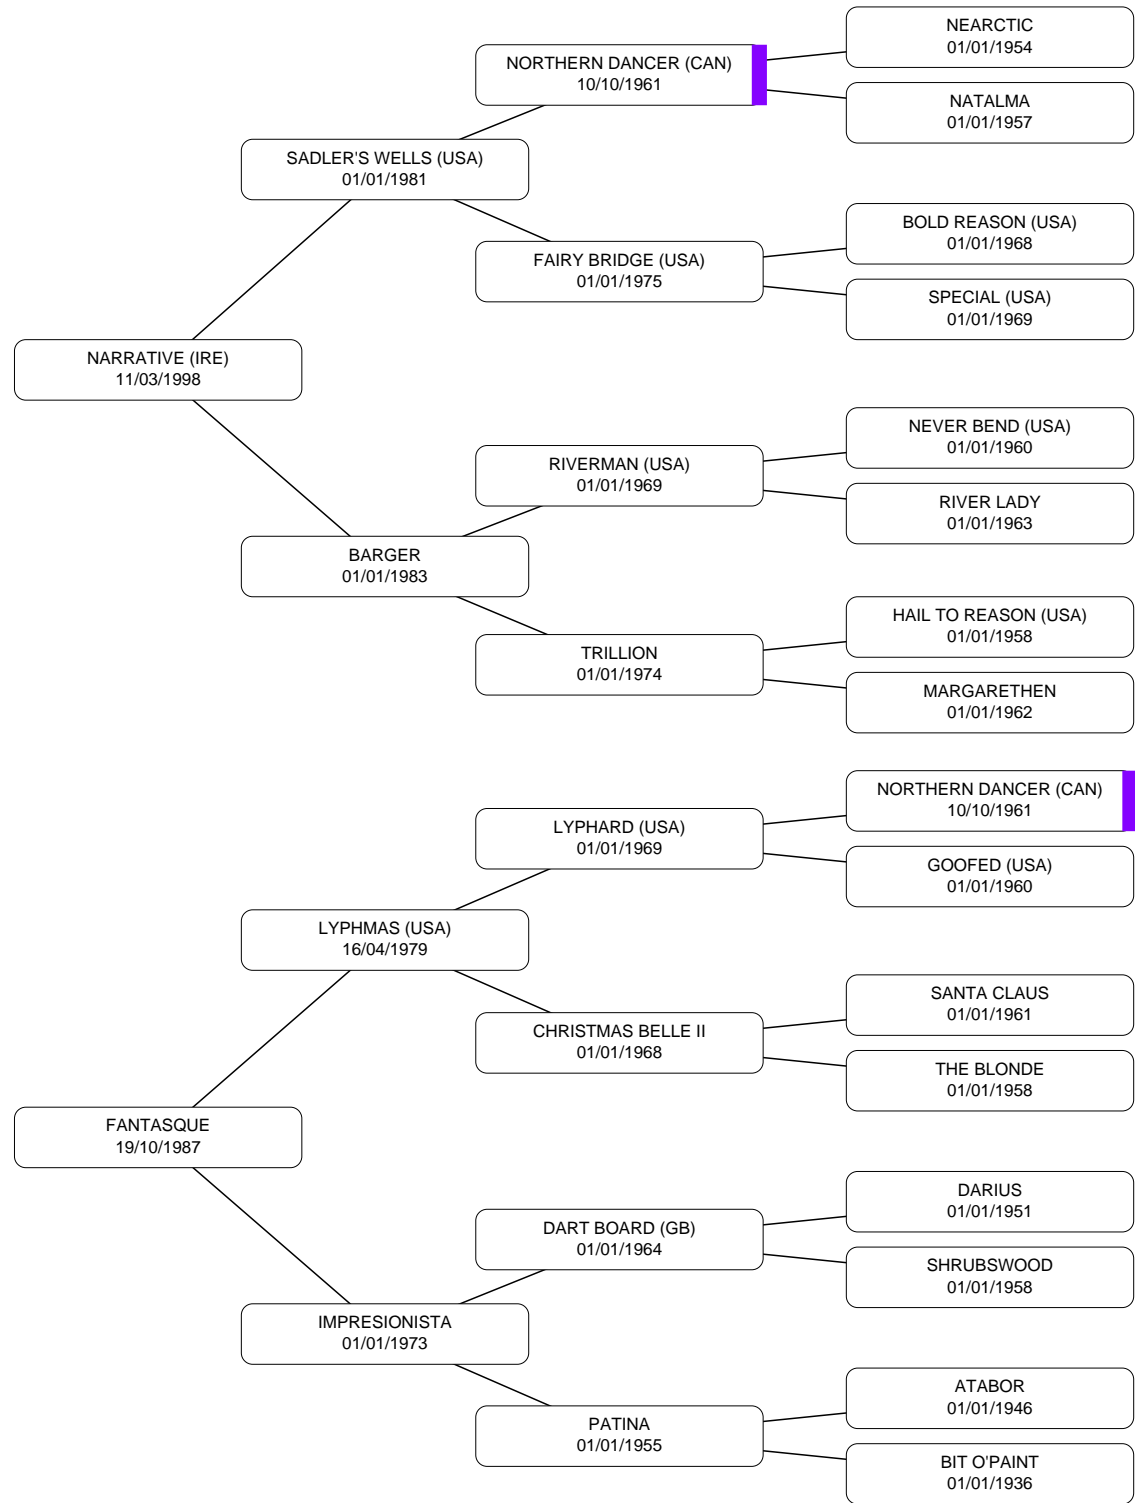 NEARCTIC
01/01/1954
NORTHERN DANCER (CAN)
10/10/1961
NATALMA
01/01/1957
SADLER'S WELLS (USA)
01/01/1981
BOLD REASON (USA)
01/01/1968
FAIRY BRIDGE (USA)
01/01/1975
SPECIAL (USA)
01/01/1969
NARRATIVE (IRE)
11/03/1998
NEVER BEND (USA)
01/01/1960
RIVERMAN (USA)
01/01/1969
RIVER LADY
01/01/1963
BARGER
01/01/1983
HAIL TO REASON (USA)
01/01/1958
TRILLION
01/01/1974
MARGARETHEN
01/01/1962
NORTHERN DANCER (CAN)
10/10/1961
LYPHARD (USA)
01/01/1969
GOOFED (USA)
01/01/1960
LYPHMAS (USA)
16/04/1979
SANTA CLAUS
01/01/1961
CHRISTMAS BELLE II
01/01/1968
THE BLONDE
01/01/1958
FANTASQUE
19/10/1987
DARIUS
01/01/1951
DART BOARD (GB)
01/01/1964
SHRUBSWOOD
01/01/1958
IMPRESIONISTA
01/01/1973
ATABOR
01/01/1946
PATINA
01/01/1955
BIT O'PAINT
01/01/1936